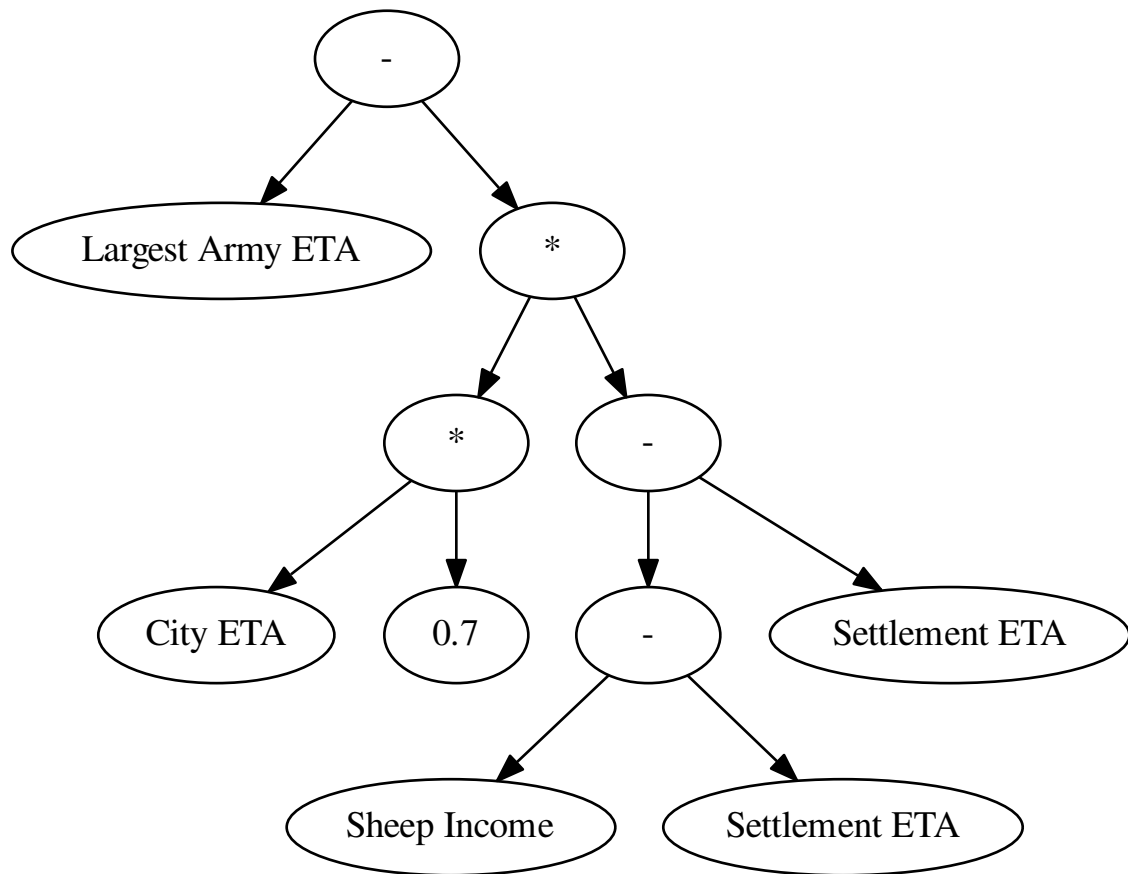 -
Largest Army ETA
*
*
-
City ETA
0.7
-
Settlement ETA
Sheep Income
Settlement ETA